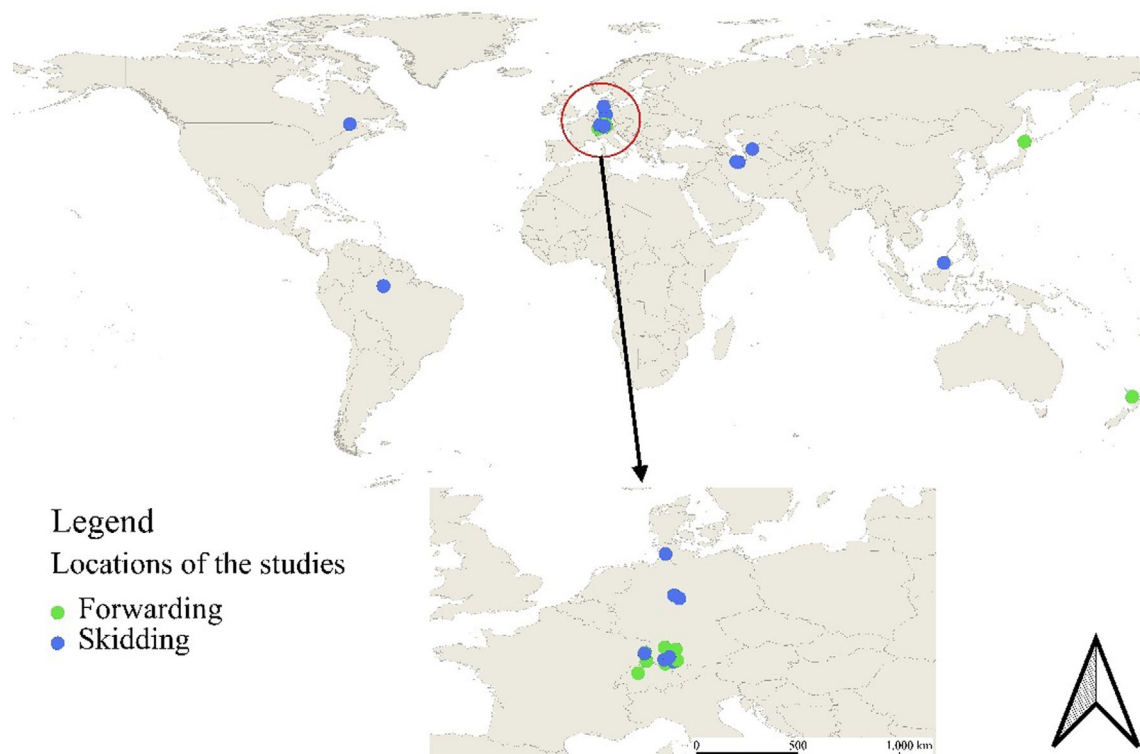 Legend
Locations of the studies
Forwarding
Skidding
0 500 1,000 km